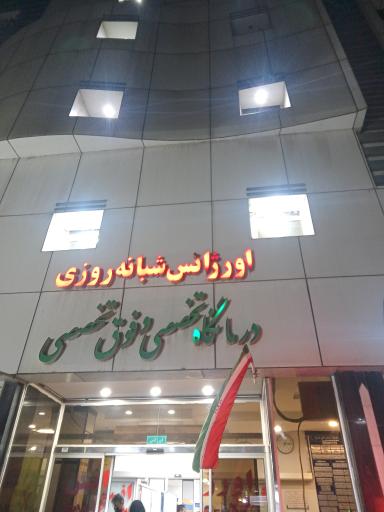 اورژانس شبانه روزی
درمانگاه تخصصی و فوق تخصصی